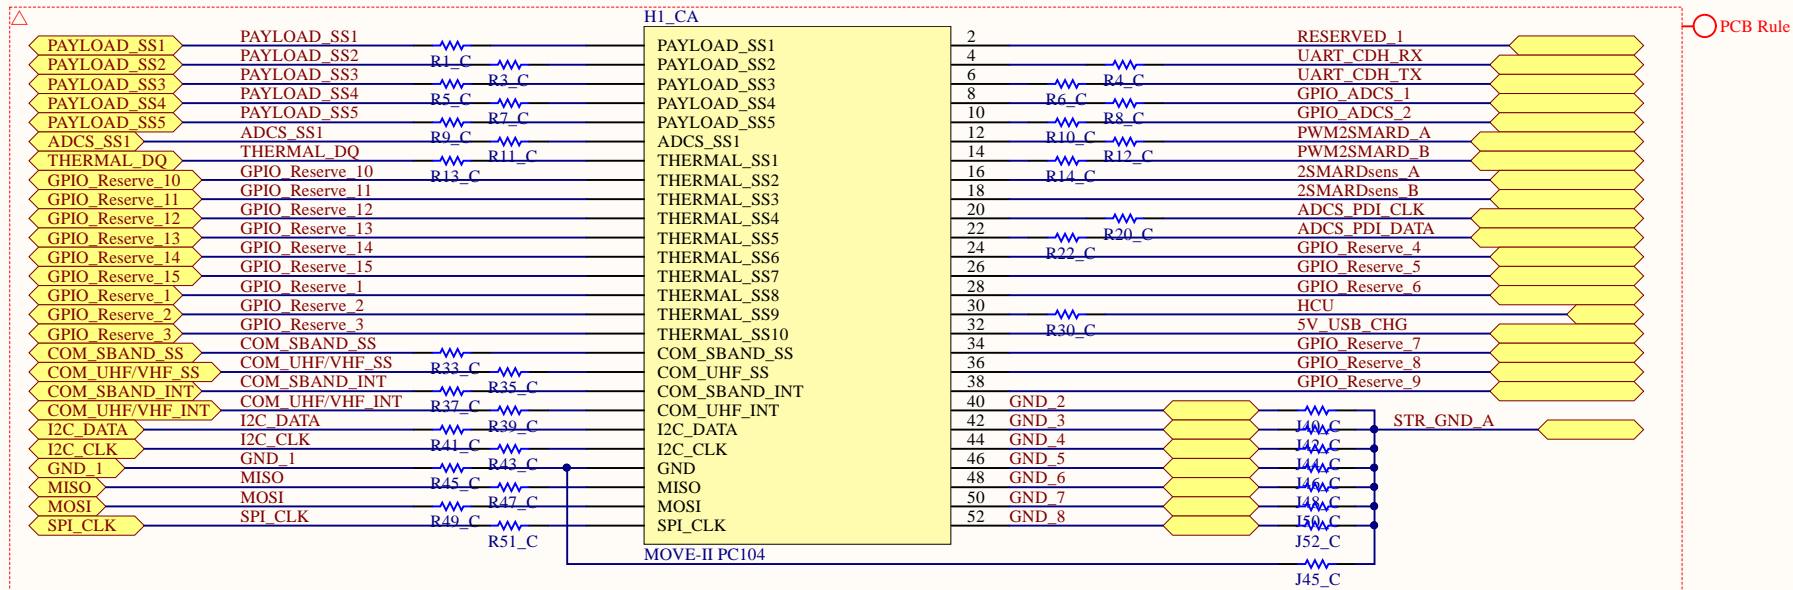 H1_CA
PCB Rule
PAYLOAD_SS1 PAYLOAD_SS1 R1_C PAYLOAD_SS1 2 RESERVED_1
PAYLOAD_SS2 PAYLOAD_SS2 R3_C PAYLOAD_SS2 4 R4_C UART_CDH_RX
PAYLOAD_SS3 PAYLOAD_SS3 R5_C PAYLOAD_SS3 6 R6_C UART_CDH_TX
PAYLOAD_SS4 PAYLOAD_SS4 R7_C PAYLOAD_SS4 8 R8_C GPIO_ADCS_1
PAYLOAD_SS5 PAYLOAD_SS5 R9_C PAYLOAD_SS5 10 R10_C GPIO_ADCS_2
ADCS_SS1 ADCS_SS1 R11_C ADCS_SS1 12 R12_C PWM2SMARD_A
THERMAL_DQ THERMAL_DQ R13_C THERMAL_SS1 14 R14_C PWM2SMARD_B
GPIO_Reserve_10 GPIO_Reserve_10 THERMAL_SS2 16 2SMARDsens_A
GPIO_Reserve_11 GPIO_Reserve_11 THERMAL_SS3 18 2SMARDsens_B
GPIO_Reserve_12 GPIO_Reserve_12 THERMAL_SS4 20 R20_C ADCS_PDI_CLK
GPIO_Reserve_13 GPIO_Reserve_13 THERMAL_SS5 22 R22_C ADCS_PDI_DATA
GPIO_Reserve_14 GPIO_Reserve_14 THERMAL_SS6 24 GPIO_Reserve_4
GPIO_Reserve_15 GPIO_Reserve_15 THERMAL_SS7 26 GPIO_Reserve_5
GPIO_Reserve_1 GPIO_Reserve_1 THERMAL_SS8 28 GPIO_Reserve_6
GPIO_Reserve_2 GPIO_Reserve_2 THERMAL_SS9 30 R30_C HCU
GPIO_Reserve_3 GPIO_Reserve_3 THERMAL_SS10 32 5V_USB_CHG
COM_SBAND_SS COM_SBAND_SS R33_C COM_SBAND_SS 34 GPIO_Reserve_7
COM_UHF/VHF_SS COM_UHF/VHF_SS R35_C COM_UHF_SS 36 GPIO_Reserve_8
COM_SBAND_INT COM_SBAND_INT R37_C COM_SBAND_INT 38 GPIO_Reserve_9
COM_UHF/VHF_INT COM_UHF/VHF_INT R39_C COM_UHF_INT 40 GND_2 J40_C
I2C_DATA I2C_DATA R41_C I2C_DATA 42 GND_3 J42_C STR_GND_A
I2C_CLK I2C_CLK R43_C I2C_CLK 44 GND_4 J44_C
GND_1 GND_1 R45_C GND 46 GND_5 J46_C
MISO MISO R47_C MISO 48 GND_6 J48_C
MOSI MOSI R49_C MOSI 50 GND_7 J50_C
SPI_CLK SPI_CLK R51_C SPI_CLK 52 GND_8 J52_C
MOVE-II PC104
J45_C